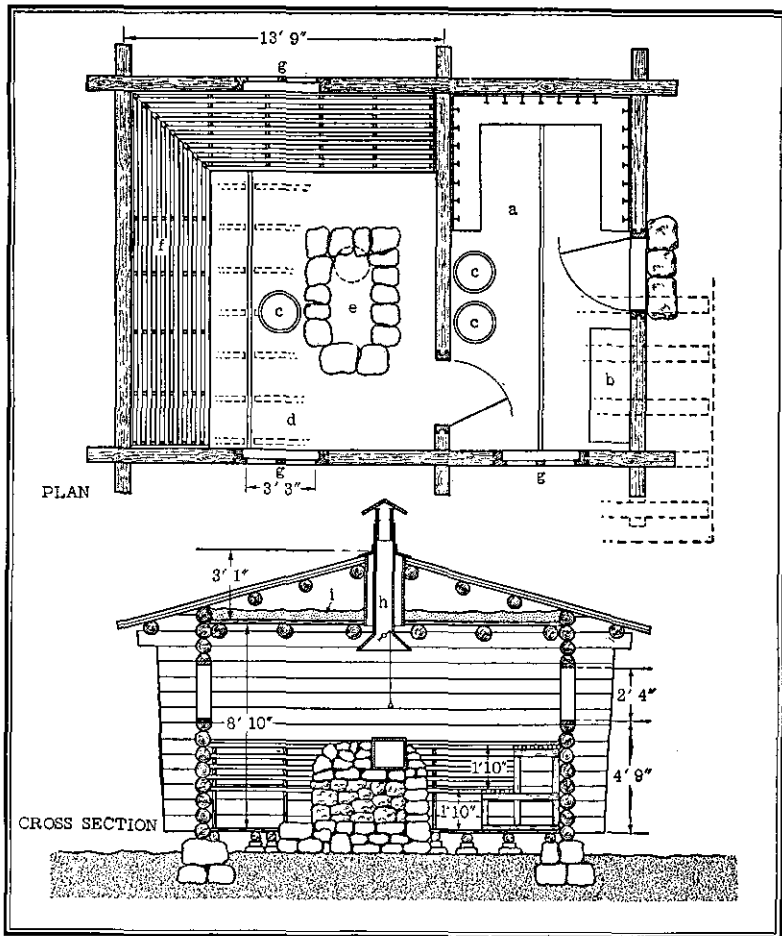 13' 9"
g
a
f
c
c
e
c
b
d
g
g
3' 3"
PLAN
3' 1"
i
h
2' 4"
8' 10"
1'10"
4' 9"
1'10"
CROSS SECTION